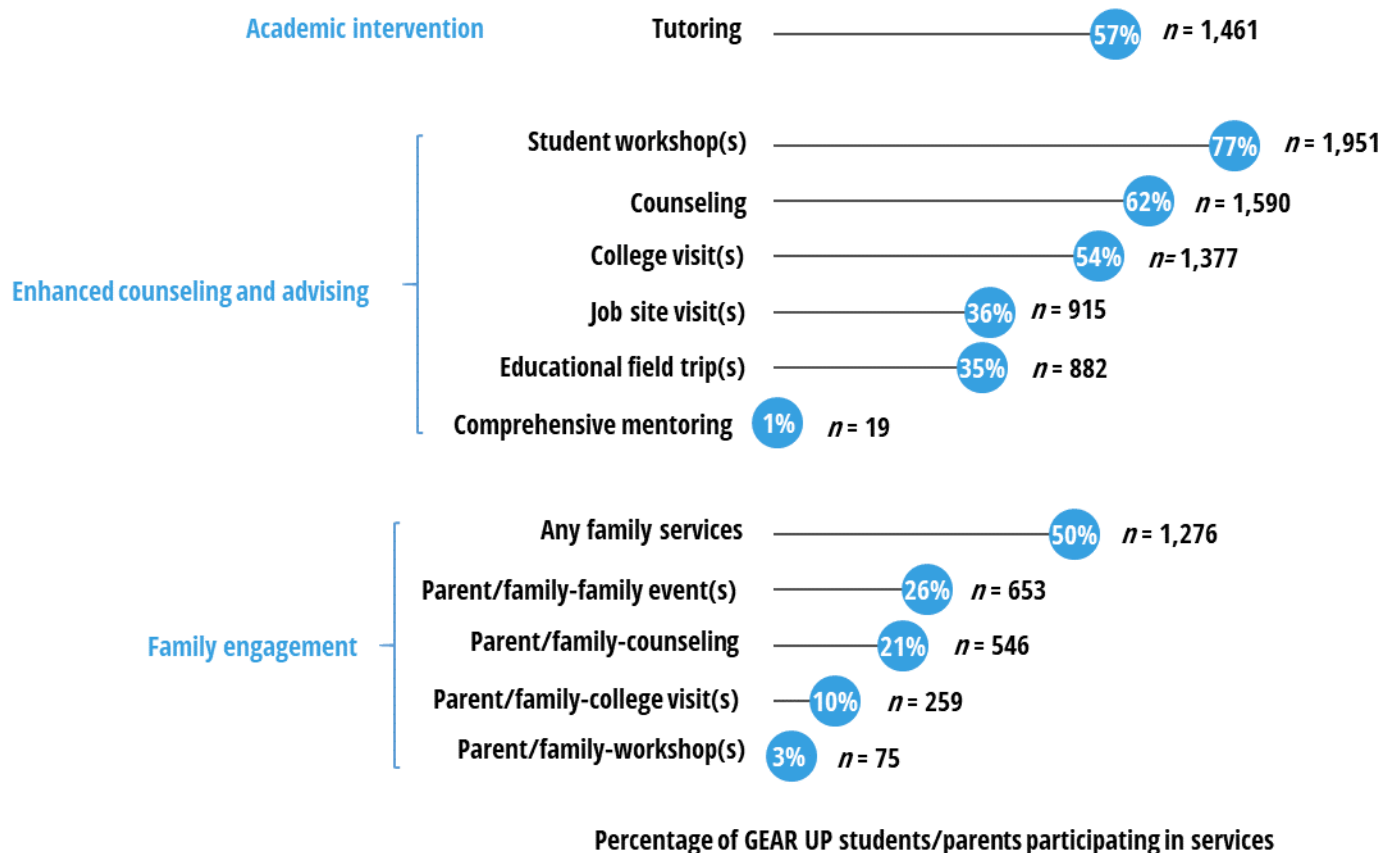 Academic intervention
Tutoring 57% n = 1,461
Student workshop(s) 77% n = 1,951
Counseling 62% n = 1,590
College visit(s) 54% n= 1,377
Enhanced counseling and advising
Job site visit(s) 36% n = 915
Educational field trip(s) 35% n = 882
Comprehensive mentoring 1% n = 19
Any family services 50% n = 1,276
Parent/family-family event(s) 26% n = 653
Family engagement
Parent/family-counseling 21% n = 546
Parent/family-college visit(s) 10% n = 259
Parent/family-workshop(s) 3% n = 75
Percentage of GEAR UP students/parents participating in services